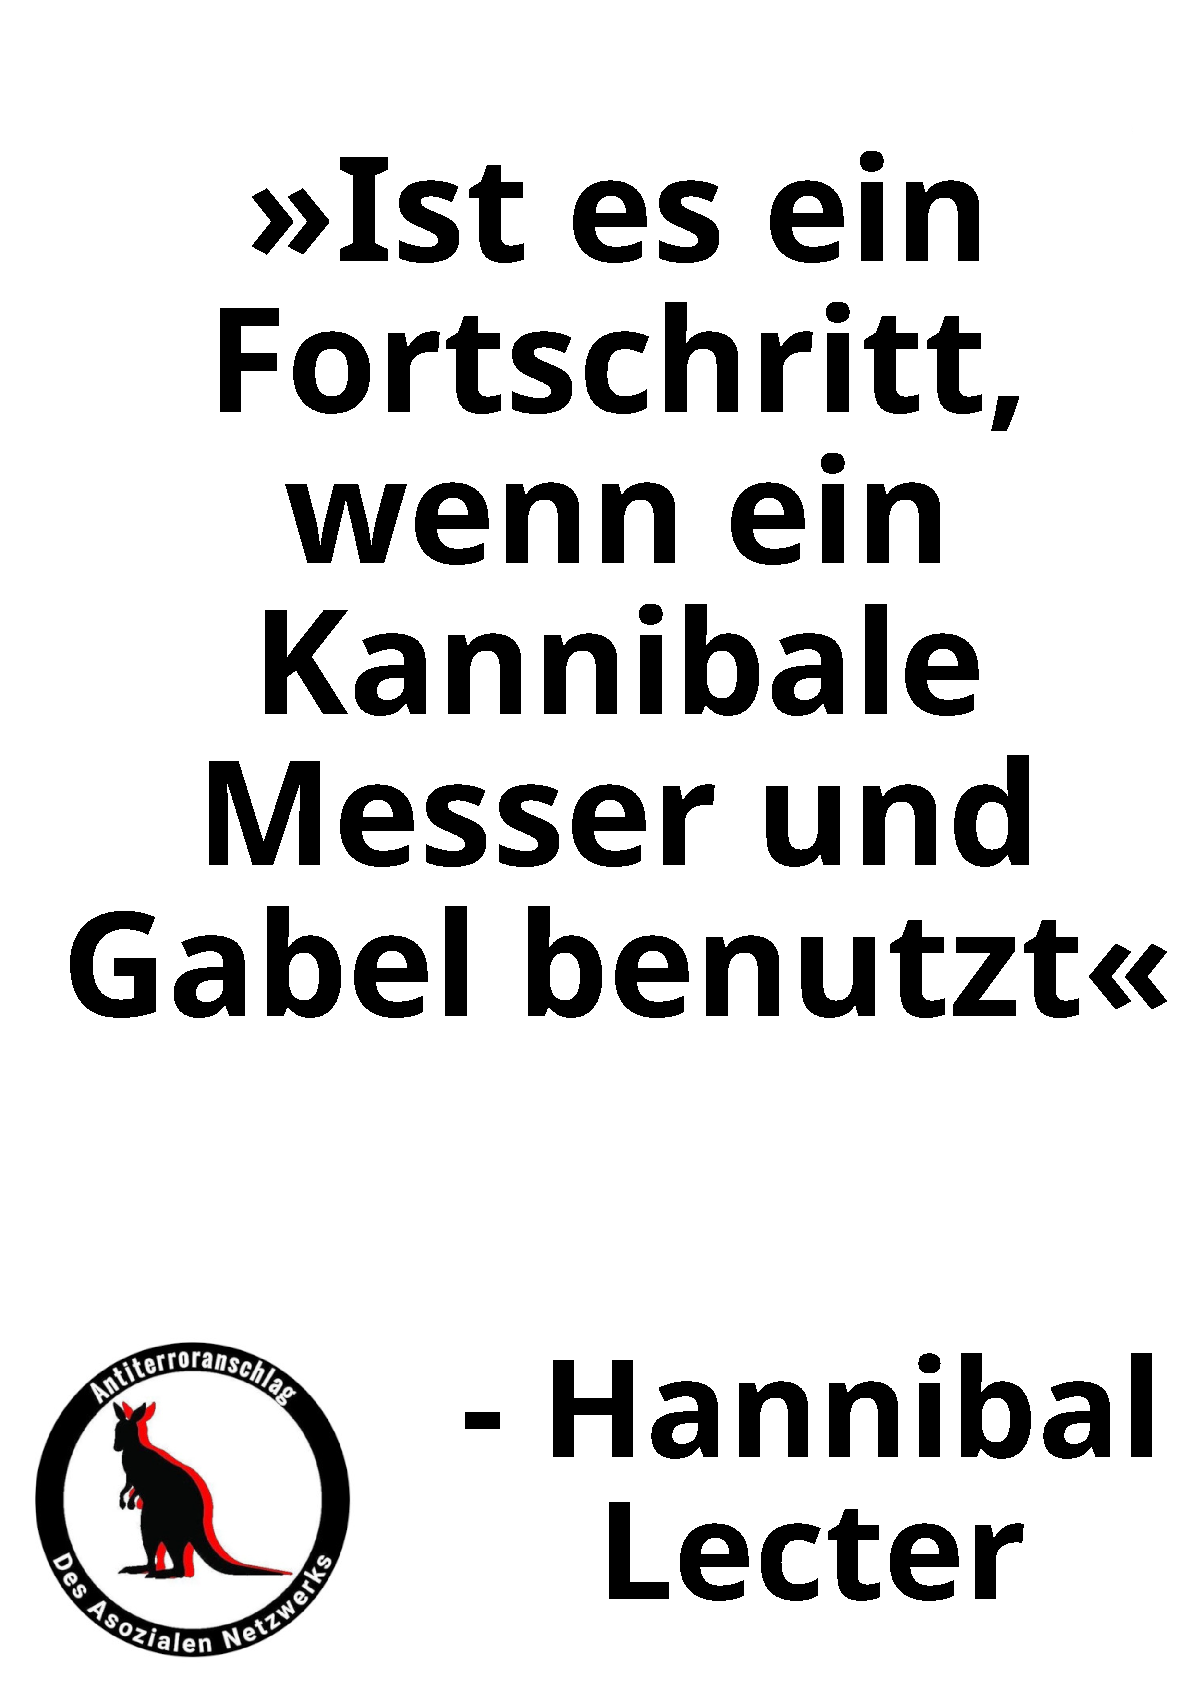 »Ist es ein
Fortschritt,
wenn ein
Kannibale
Messer und
Gabel benutzt«
Antiterroranschlag
Des Asozialen Netzwerks
- Hannibal
Lecter